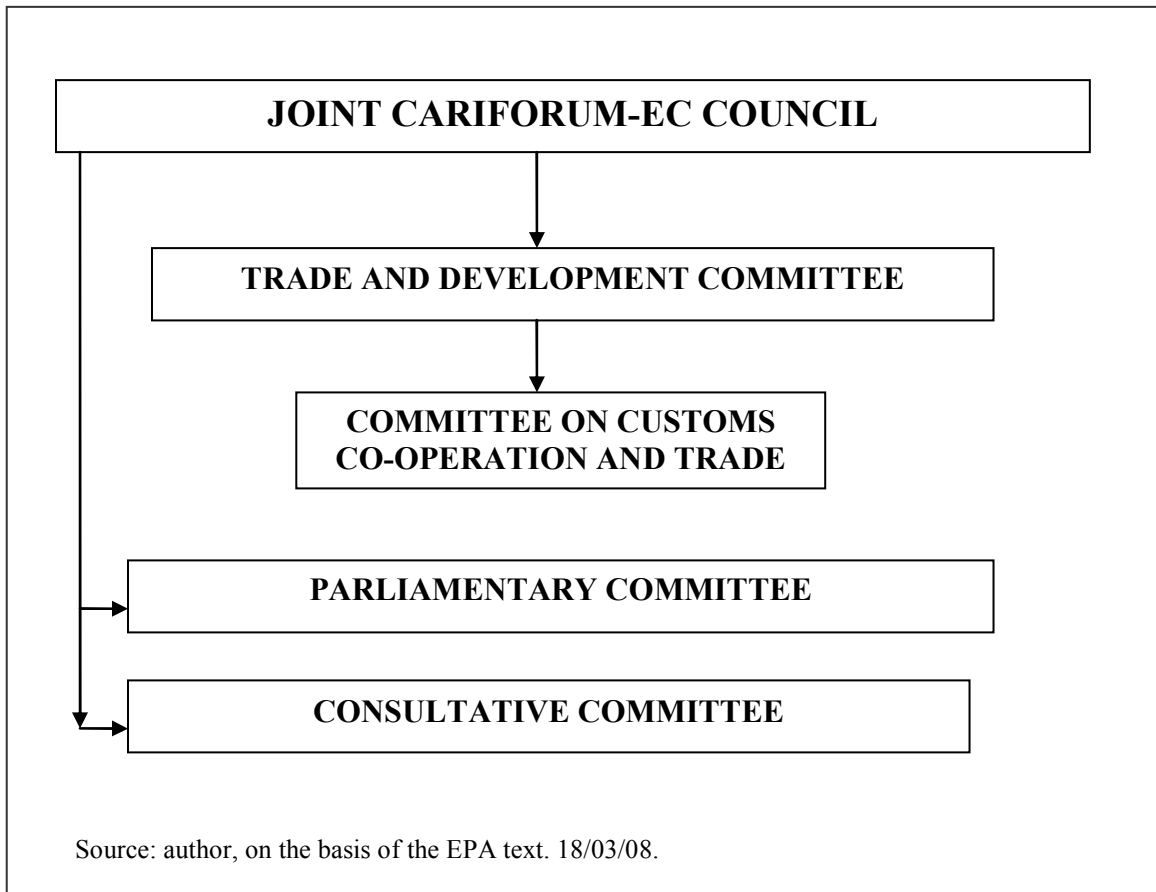 JOINT CARIFORUM-EC COUNCIL
TRADE AND DEVELOPMENT COMMITTEE
COMMITTEE ON CUSTOMS
CO-OPERATION AND TRADE
PARLIAMENTARY COMMITTEE
CONSULTATIVE COMMITTEE
Source: author, on the basis of the EPA text. 18/03/08.